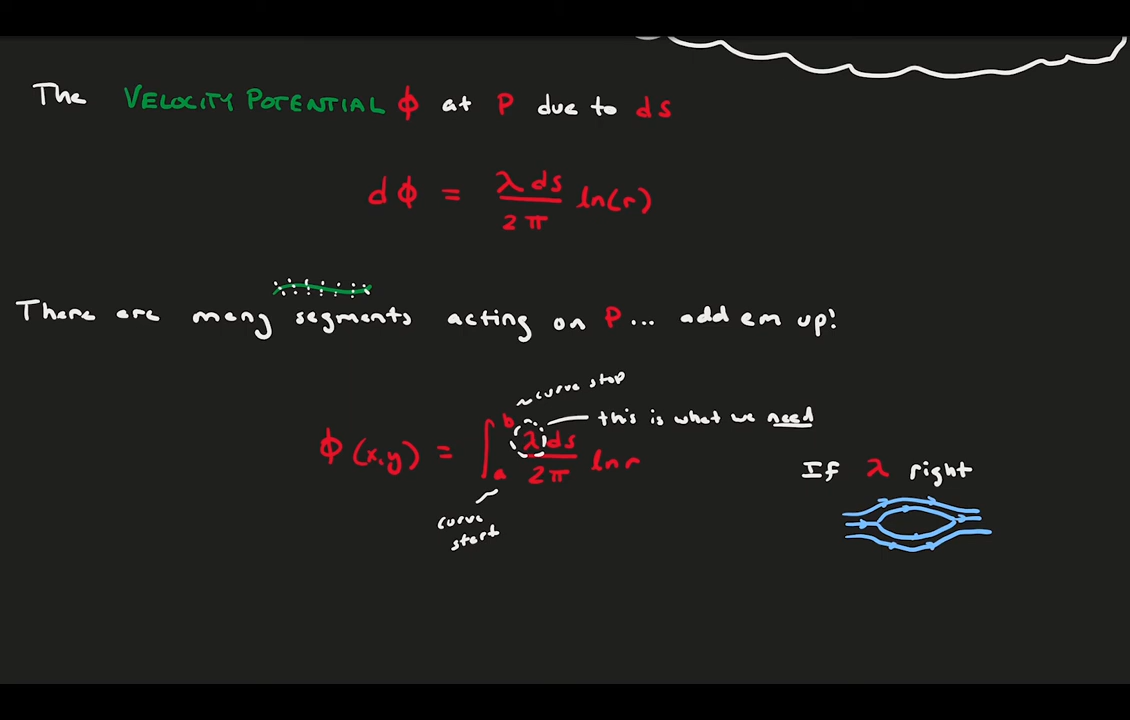 The VELOCITY POTENTIAL ϕ at P due to ds
dϕ = λ ds / 2π ln(r)
There are many segments acting on P... add em up!
~curve stop
this is what we need
ϕ(x,y) = ∫_a^b λ ds / 2π ln r
curve start
If λ right